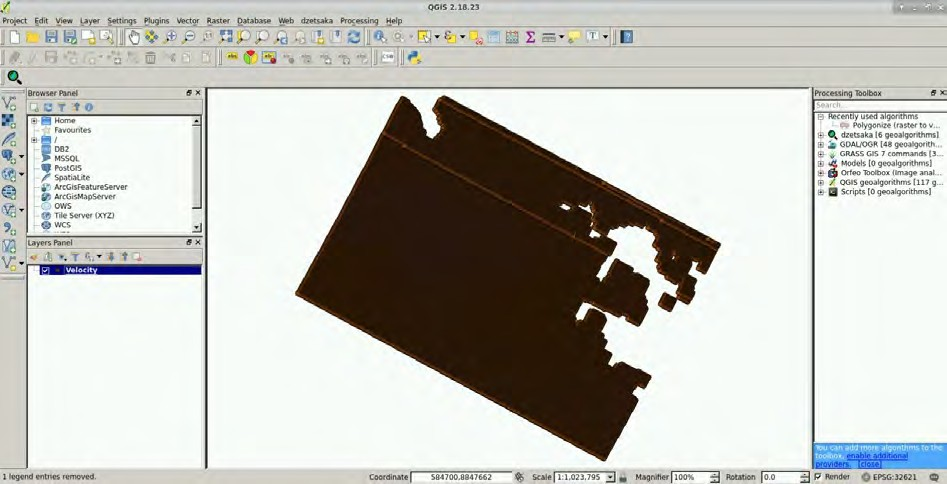 QGIS 2.18.23
Project Edit View Layer Settings Plugins Vector Raster Database Web dzetsaka Processing Help
Browser Panel
Home
Favourites
/
DB2
MSSQL
PostGIS
SpatiaLite
ArcGisFeatureServer
ArcGisMapServer
OWS
Tile Server (XYZ)
WCS
Layers Panel
Velocity
Processing Toolbox
Search...
Recently used algorithms
Polygonize (raster to v...
dzetsaka [6 geoalgorithms]
GDAL/OGR [48 geoalgorith...
GRASS GIS 7 commands [3...
Models [0 geoalgorithms]
Orfeo Toolbox (Image anal...
QGIS geoalgorithms [117 g...
Scripts [0 geoalgorithms]
You can add more algorithms to the
toolbox, enable additional
providers. [close]
1 legend entries removed.
Coordinate 584700,8847662 Scale 1:1,023,795 Magnifier 100% Rotation 0.0 Render EPSG:32621